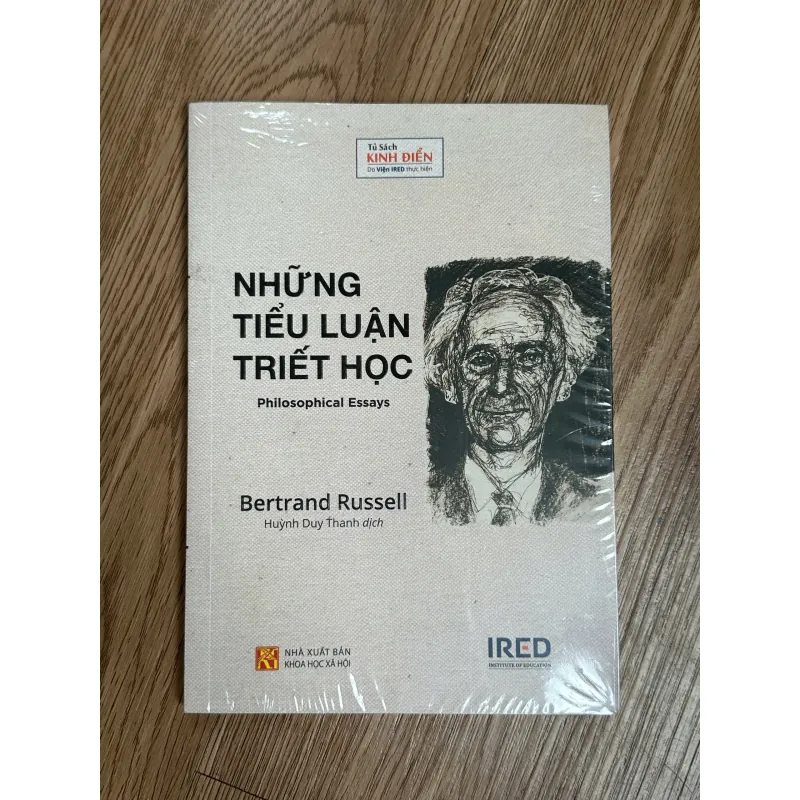 Tủ Sách
KINH ĐIỂN
Do Viện IRED thực hiện
NHỮNG
TIỂU LUẬN
TRIẾT HỌC
Philosophical Essays
Bertrand Russell
Huỳnh Duy Thanh dịch
NHÀ XUẤT BẢN
KHOA HỌC XÃ HỘI
IRED
INSTITUTE OF EDUCATION